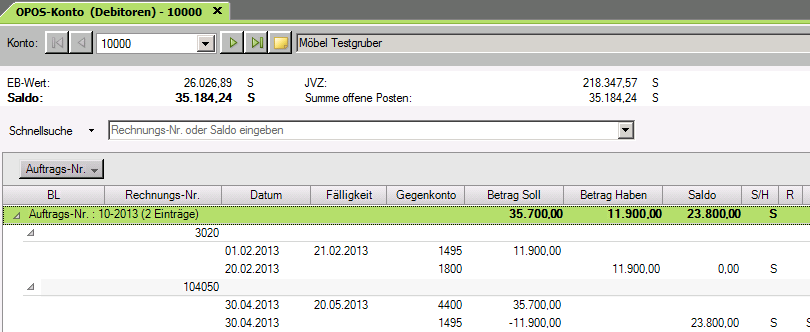 OPOS-Konto (Debitoren) - 10000
Konto: 10000 Möbel Testgruber
EB-Wert: 26.026,89 S JVZ: 218.347,57 S
Saldo: 35.184,24 S Summe offene Posten: 35.184,24 S
Schnellsuche Rechnungs-Nr. oder Saldo eingeben
Auftrags-Nr.
BL Rechnungs-Nr. Datum Fälligkeit Gegenkonto Betrag Soll Betrag Haben Saldo S/H R
Auftrags-Nr. : 10-2013 (2 Einträge) 35.700,00 11.900,00 23.800,00 S
3020
01.02.2013 21.02.2013 1495 11.900,00
20.02.2013 1800 11.900,00 0,00 S
104050
30.04.2013 20.05.2013 4400 35.700,00
30.04.2013 1495 -11.900,00 23.800,00 S